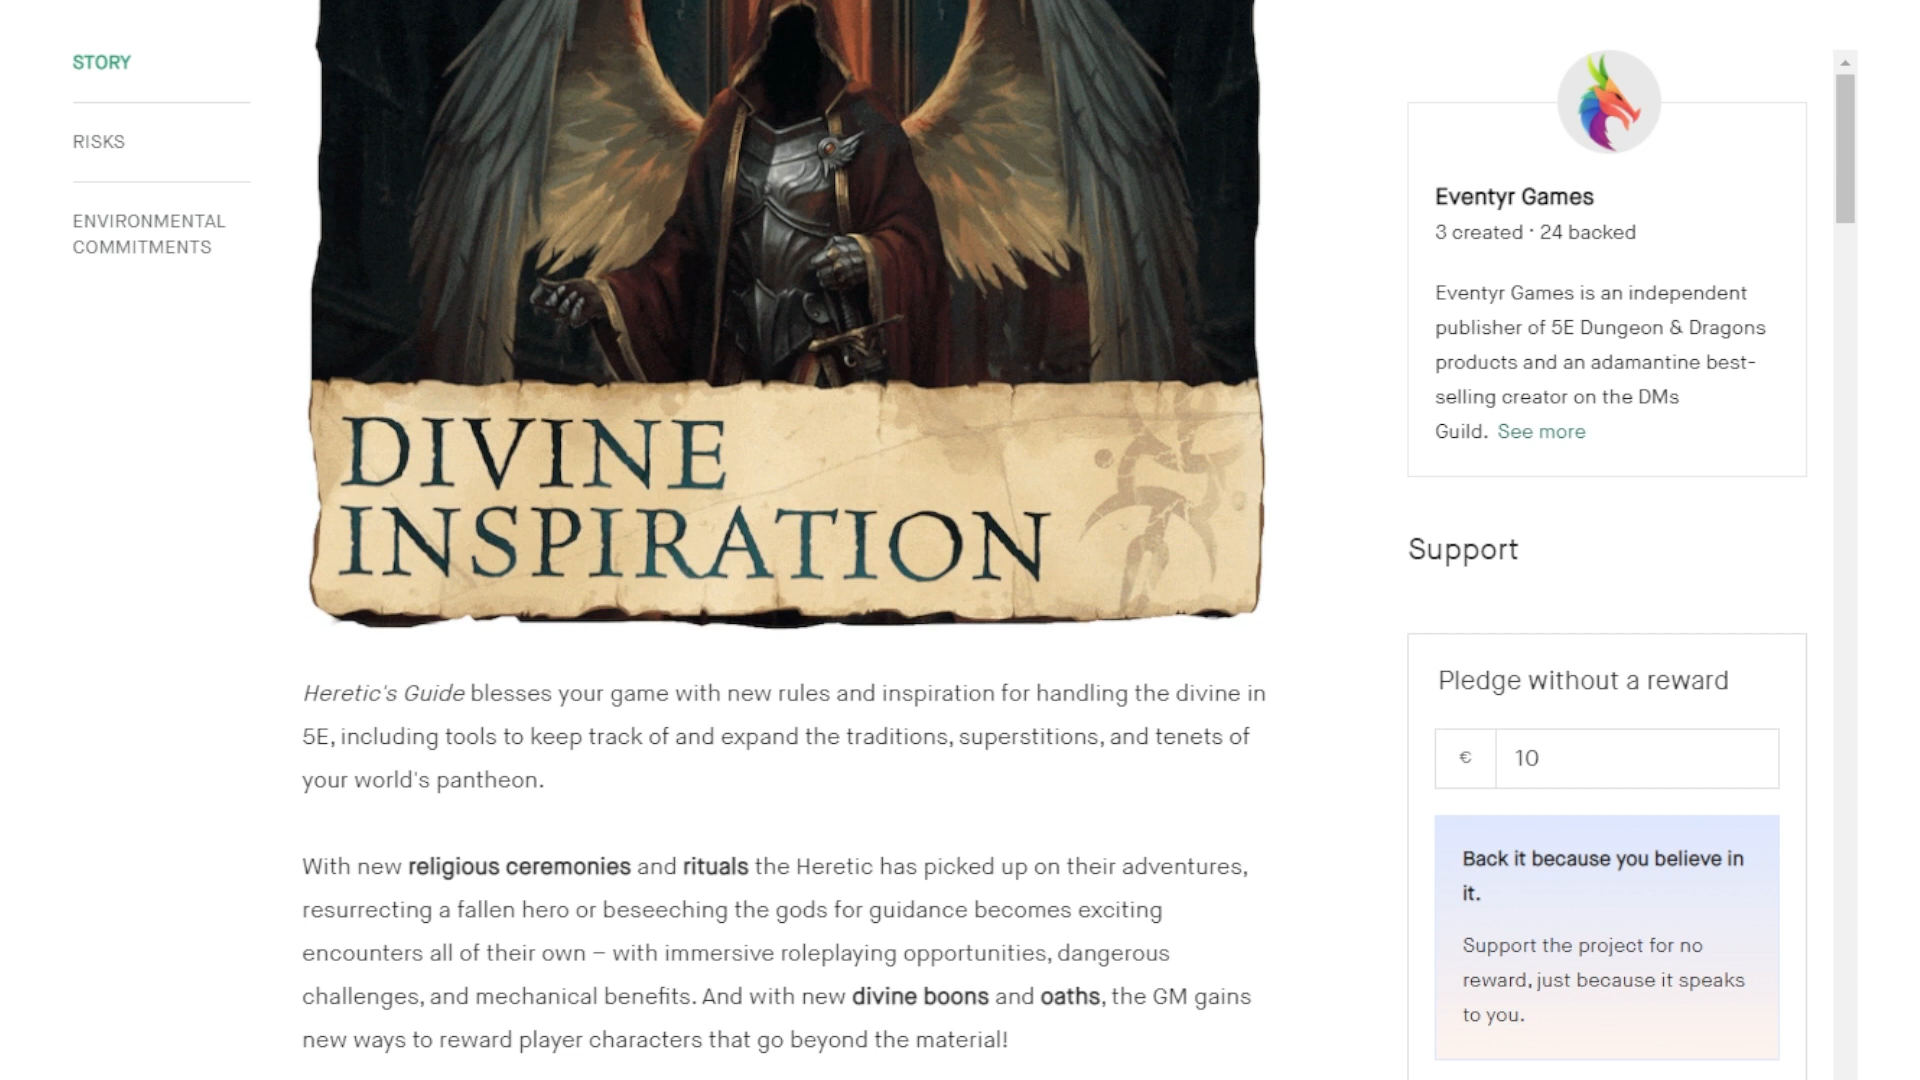 STORY
RISKS
ENVIRONMENTAL
COMMITMENTS
DIVINE
INSPIRATION
Heretic's Guide blesses your game with new rules and inspiration for handling the divine in
5E, including tools to keep track of and expand the traditions, superstitions, and tenets of
your world's pantheon.
With new religious ceremonies and rituals the Heretic has picked up on their adventures,
resurrecting a fallen hero or beseeching the gods for guidance becomes exciting
encounters all of their own – with immersive roleplaying opportunities, dangerous
challenges, and mechanical benefits. And with new divine boons and oaths, the GM gains
new ways to reward player characters that go beyond the material!
Eventyr Games
3 created · 24 backed
Eventyr Games is an independent
publisher of 5E Dungeon & Dragons
products and an adamantine best-
selling creator on the DMs
Guild. See more
Support
Pledge without a reward
€ 10
Back it because you believe in
it.
Support the project for no
reward, just because it speaks
to you.